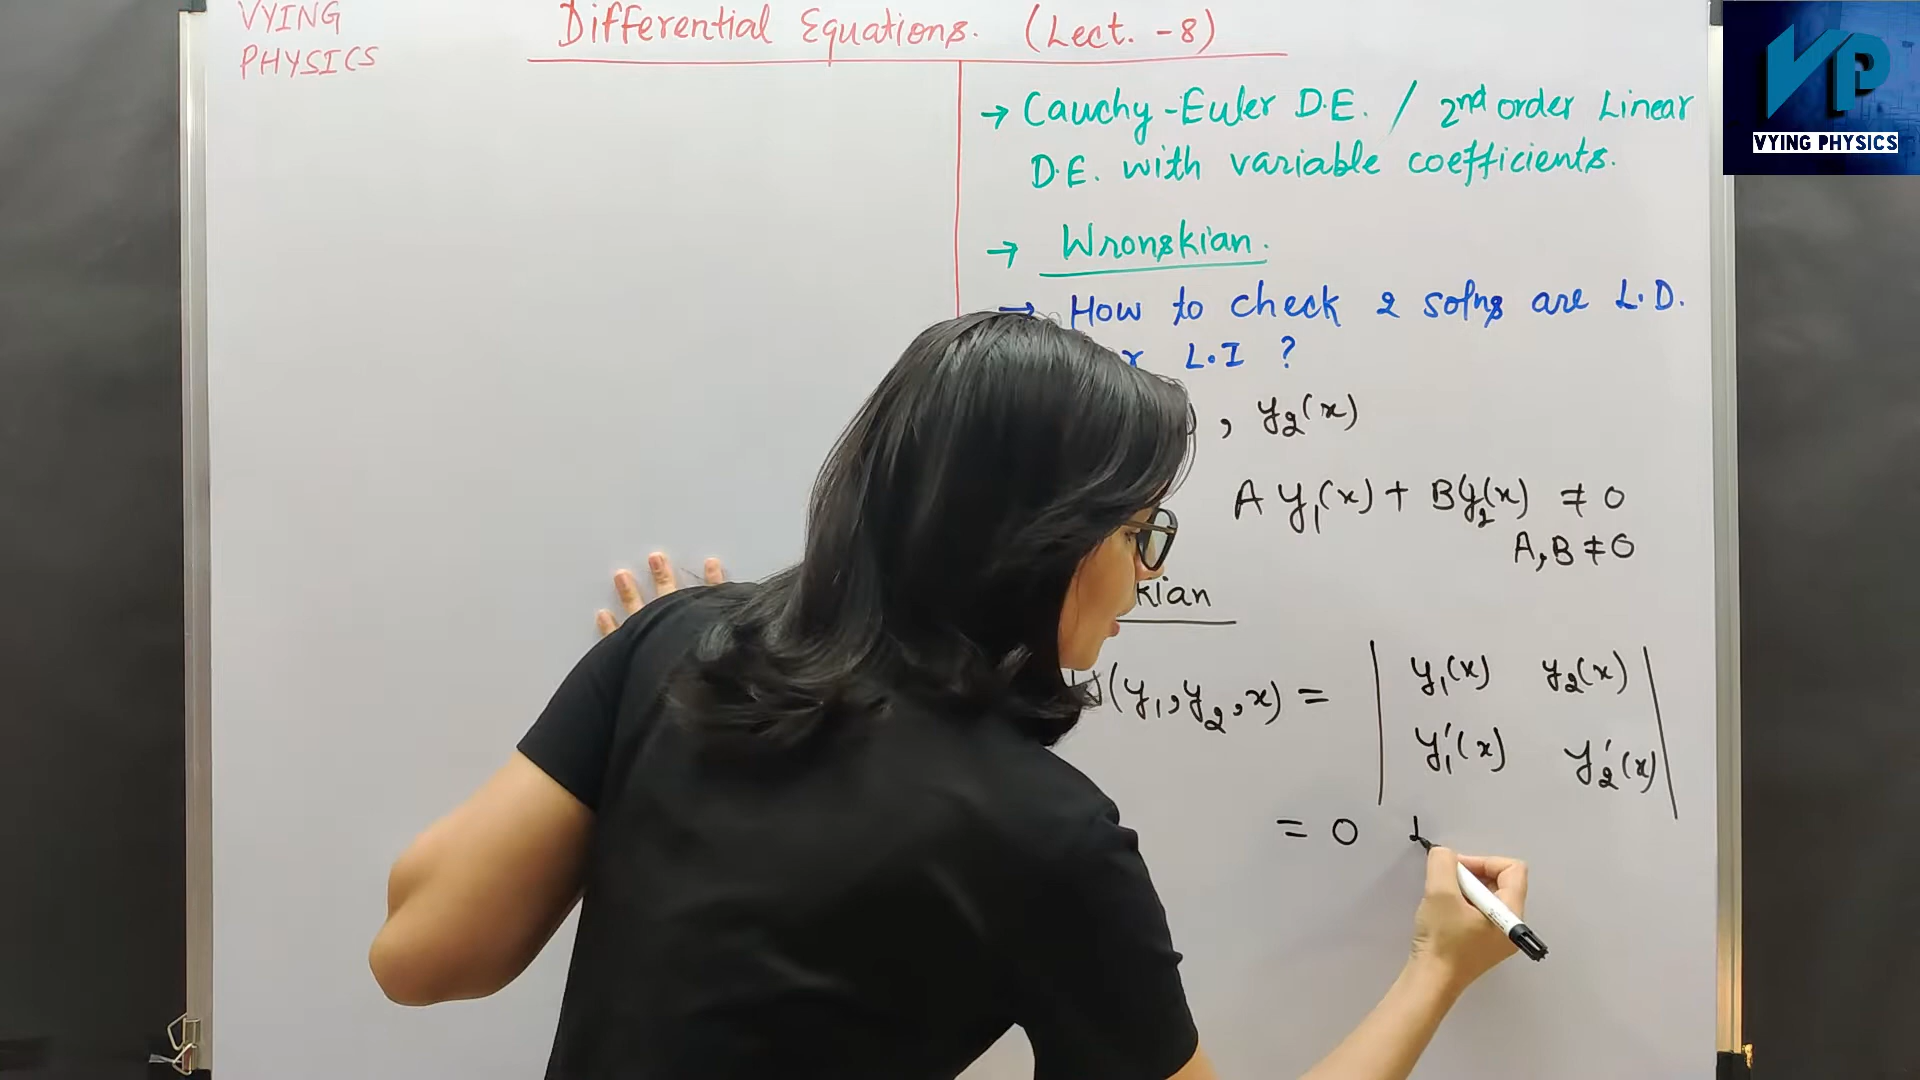 VYING
PHYSICS
Differential Equations. (Lect. -8)
VP
VYING PHYSICS
→ Cauchy-Euler D.E. / 2nd order Linear
D.E. with variable coefficients.
→ Wronskian.
→ How to check 2 solns are L.D.
L.I ?
, y₂(x)
A y₁(x) + B y₂(x) ≠ 0
A, B ≠ 0
kian
W(y₁, y₂, x) = | y₁(x) y₂(x) |
| y₁'(x) y₂'(x) |
= 0